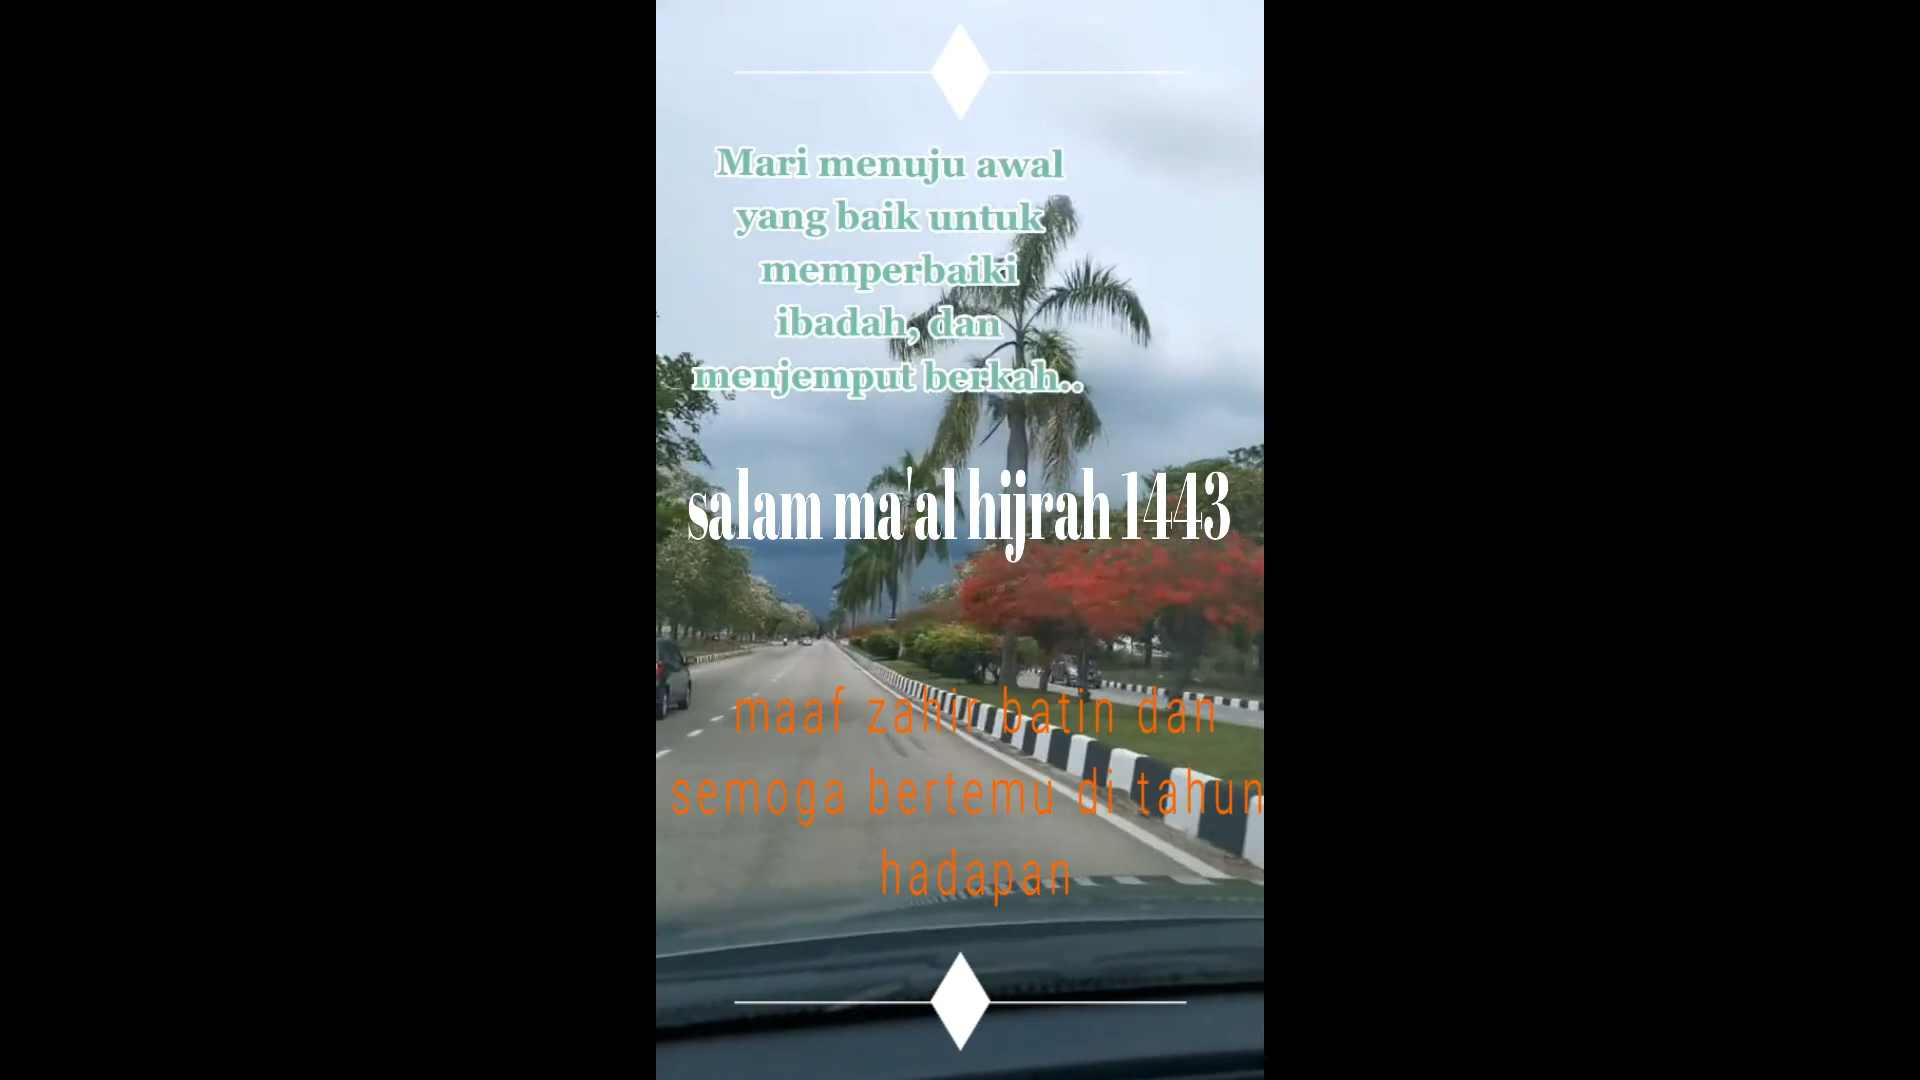 Mari menuju awal
yang baik untuk
memperbaiki
ibadah, dan
menjemput berkah..
salam ma'al hijrah 1443
maaf zahir batin dan
semoga bertemu di tahun
hadapan